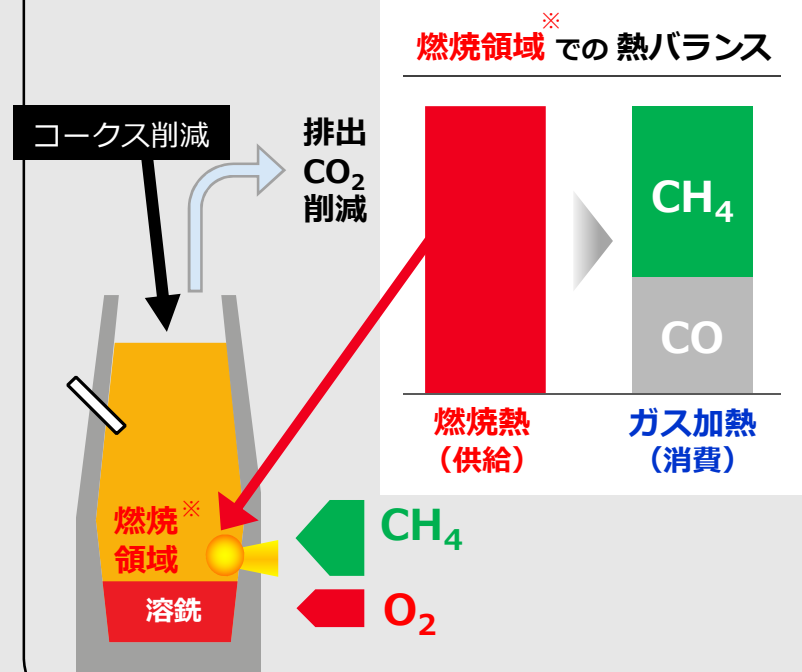 燃焼領域※での 熱バランス
コークス削減
排出
CO₂
削減
CH₄
CO
燃焼熱
(供給)
ガス加熱
(消費)
燃焼※
領域
溶銑
CH₄
O₂